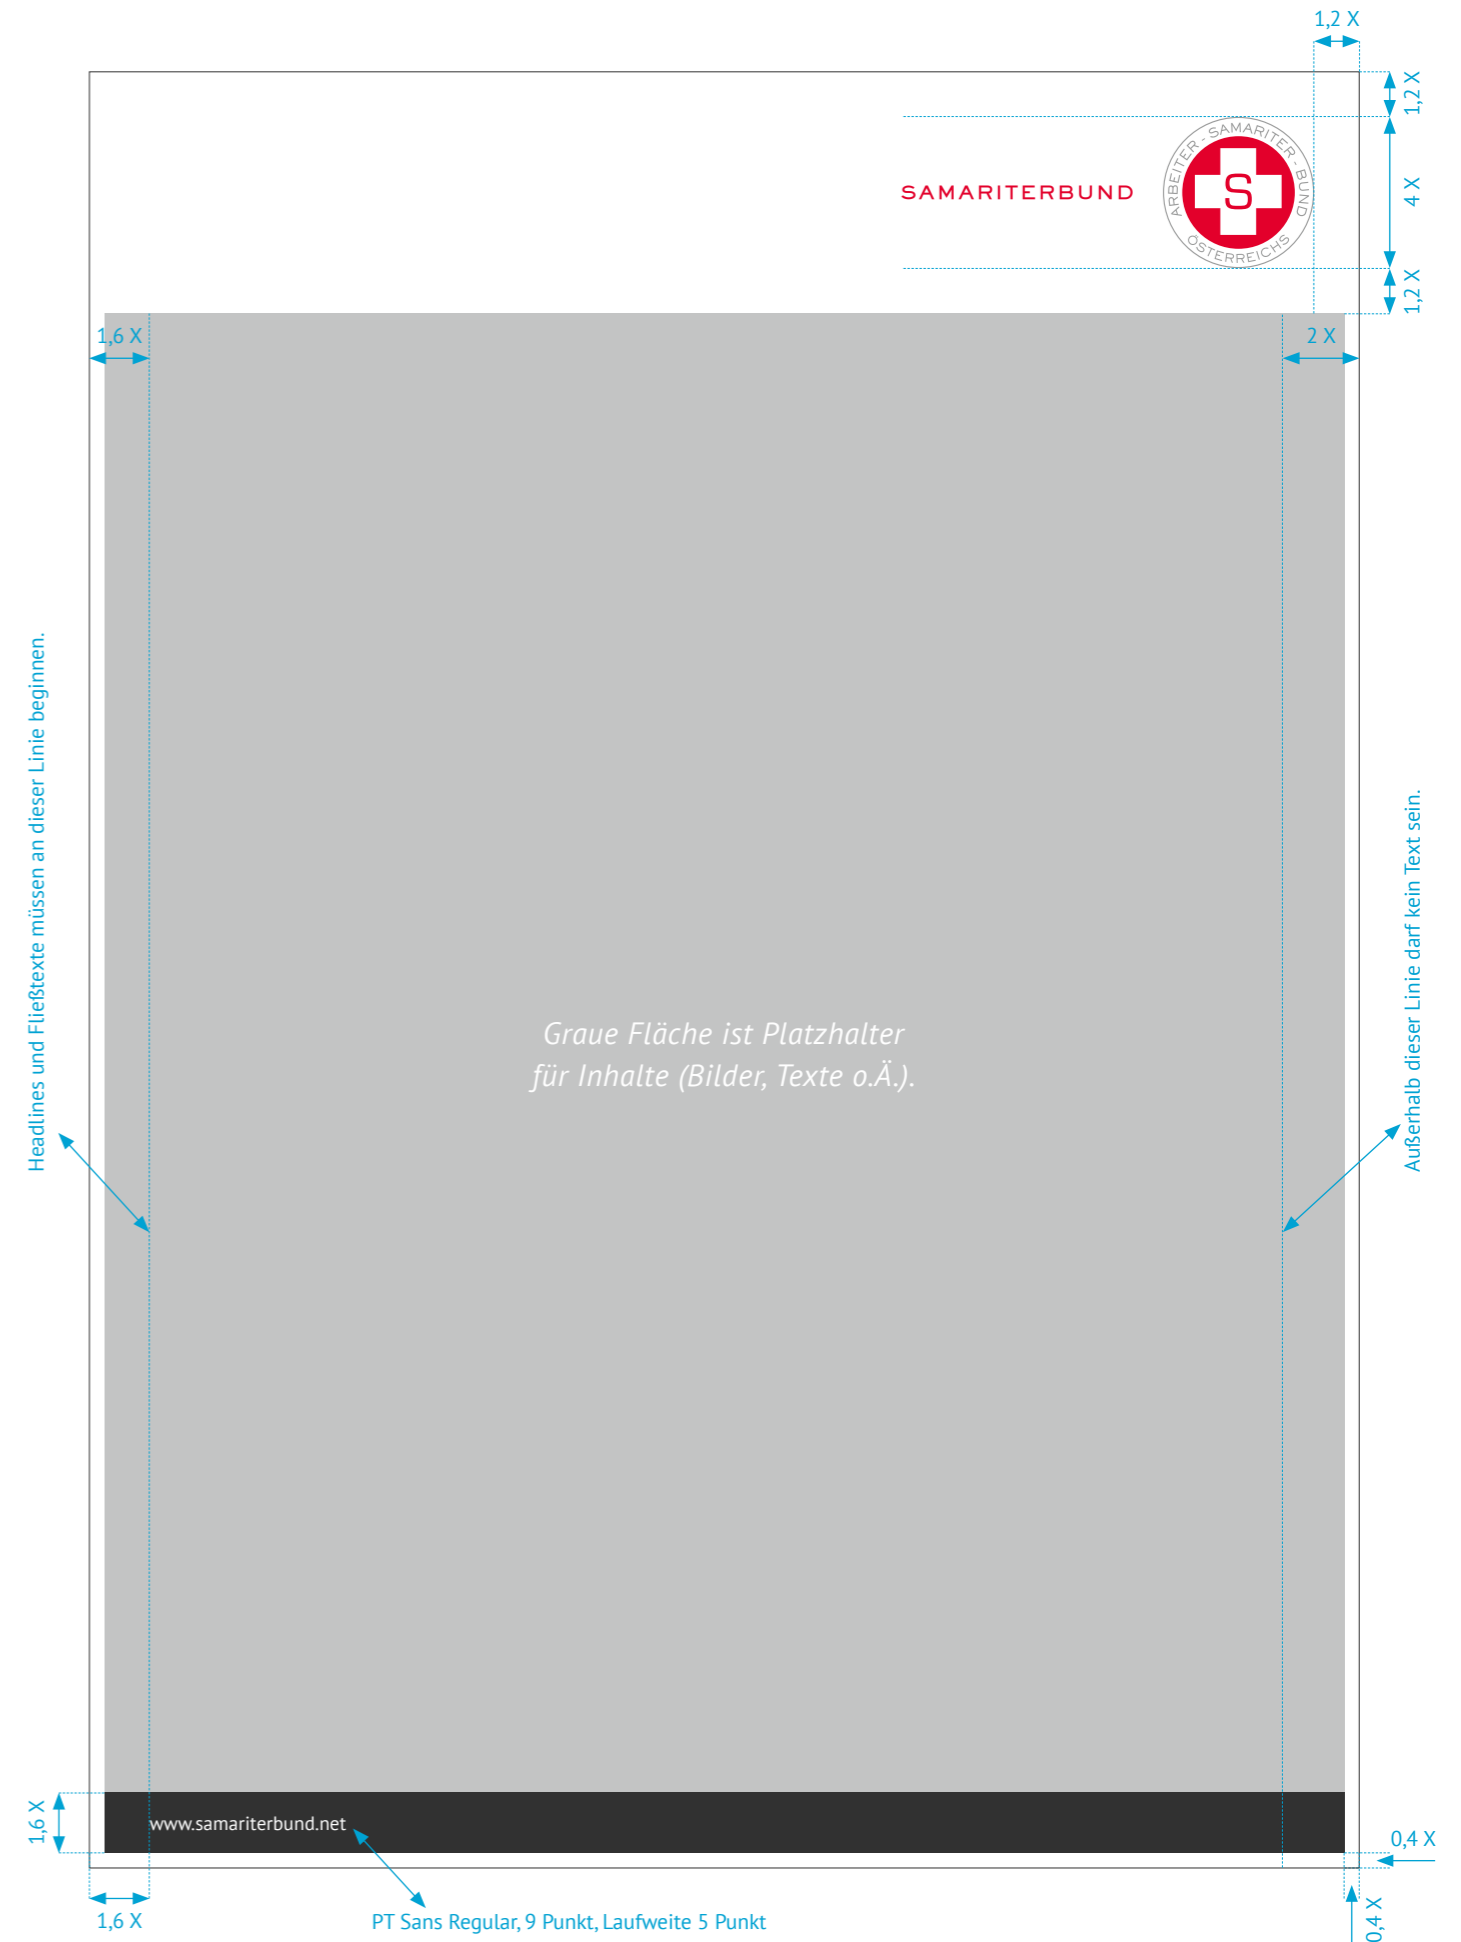 1,2 X
1,2 X
ARBEITER - SAMARITER - BUND
SAMARITERBUND
S
4 X
ÖSTERREICHS
1,2 X
1,6 X
2 X
Headlines und Fließtexte müssen an dieser Linie beginnen.
Außerhalb dieser Linie darf kein Text sein.
Graue Fläche ist Platzhalter
für Inhalte (Bilder, Texte o.Ä.).
1,6 X
www.samariterbund.net
0,4 X
1,6 X
PT Sans Regular, 9 Punkt, Laufweite 5 Punkt
0,4 X